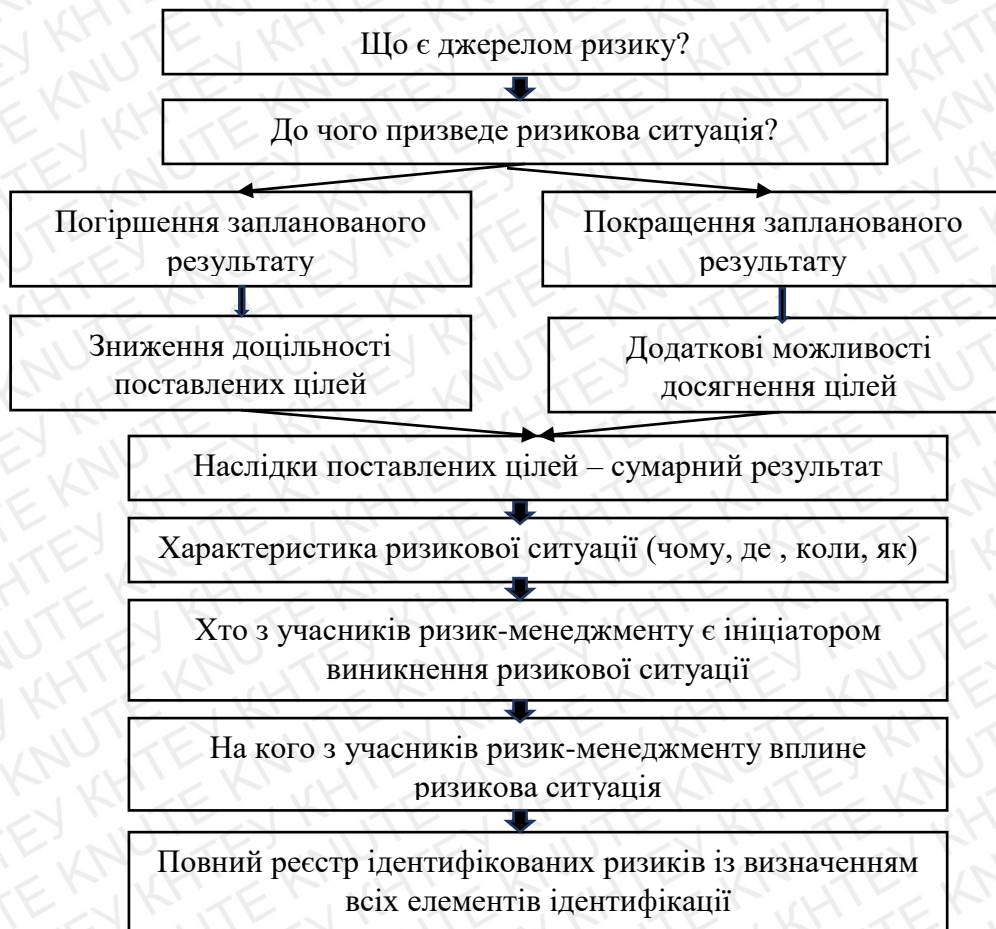 Що є джерелом ризику?
До чого призведе ризикова ситуація?
Погіршення запланованого
результату
Покращення запланованого
результату
Зниження доцільності
поставлених цілей
Додаткові можливості
досягнення цілей
Наслідки поставлених цілей – сумарний результат
Характеристика ризикової ситуації (чому, де , коли, як)
Хто з учасників ризик-менеджменту є ініціатором
виникнення ризикової ситуації
На кого з учасників ризик-менеджменту вплине
ризикова ситуація
Повний реєстр ідентифікованих ризиків із визначенням
всіх елементів ідентифікації